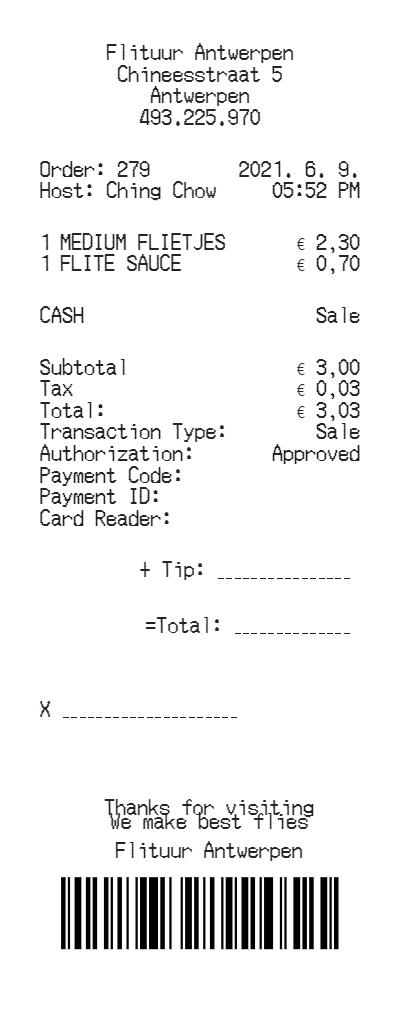 Flituur Antwerpen
Chineesstraat 5
Antwerpen
493.225.970
Order: 279 2021. 6. 9.
Host: Ching Chow 05:52 PM
1 MEDIUM FLIETJES € 2,30
1 FLITE SAUCE € 0,70
CASH Sale
Subtotal € 3,00
Tax € 0,03
Total: € 3,03
Transaction Type: Sale
Authorization: Approved
Payment Code:
Payment ID:
Card Reader:
+ Tip: _______________
=Total: _____________
X ____________________
Thanks for visiting
We make best flies
Flituur Antwerpen